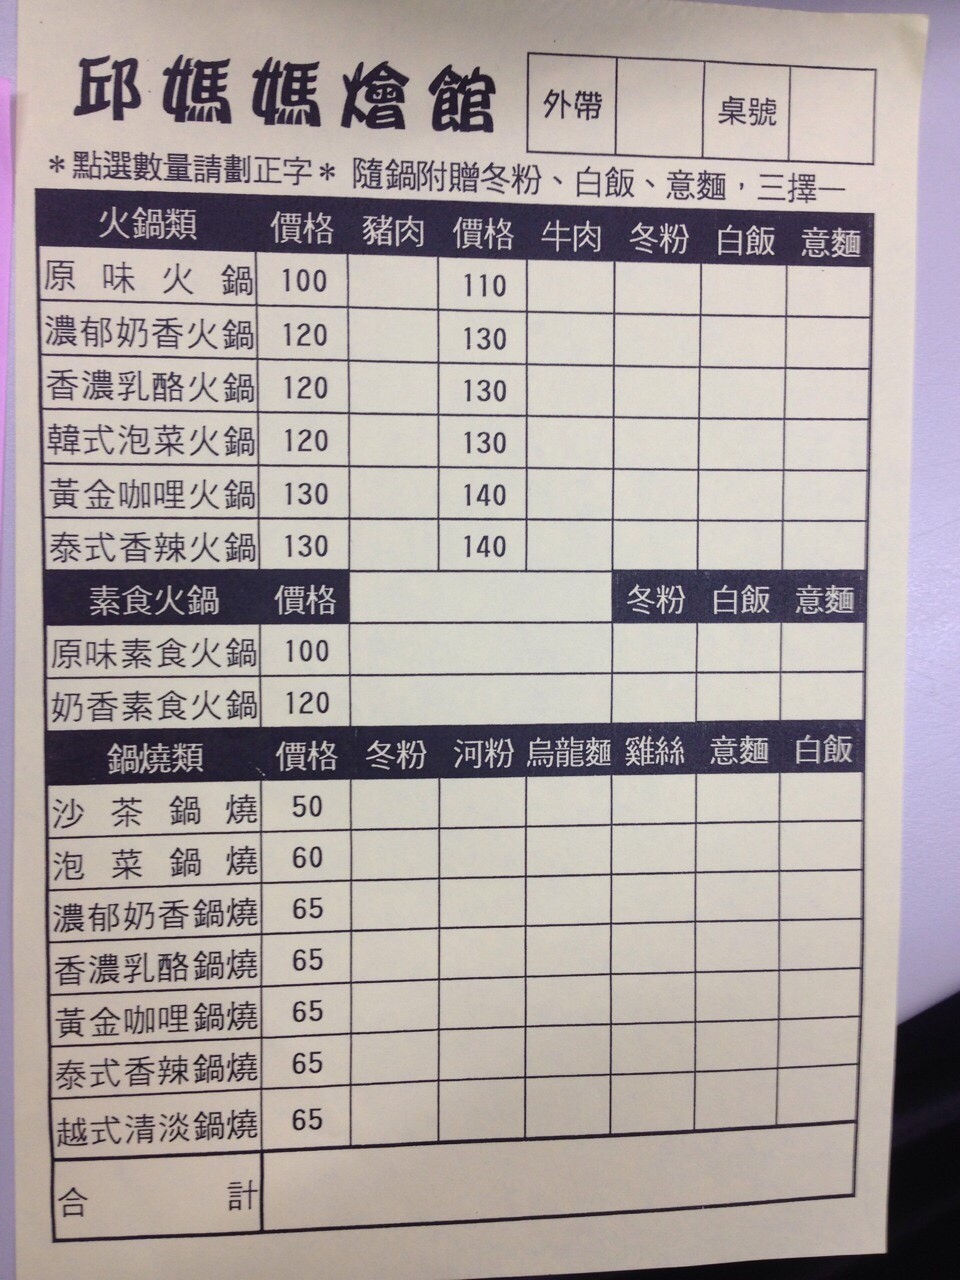 邱媽媽燴館 外帶 桌號
＊點選數量請劃正字＊ 隨鍋附贈冬粉、白飯、意麵，三擇一
火鍋類 價格 豬肉 價格 牛肉 冬粉 白飯 意麵
原味火鍋 100 110
濃郁奶香火鍋 120 130
香濃乳酪火鍋 120 130
韓式泡菜火鍋 120 130
黃金咖哩火鍋 130 140
泰式香辣火鍋 130 140
素食火鍋 價格 冬粉 白飯 意麵
原味素食火鍋 100
奶香素食火鍋 120
鍋燒類 價格 冬粉 河粉 烏龍麵 雞絲 意麵 白飯
沙茶鍋燒 50
泡菜鍋燒 60
濃郁奶香鍋燒 65
香濃乳酪鍋燒 65
黃金咖哩鍋燒 65
泰式香辣鍋燒 65
越式清淡鍋燒 65
合計